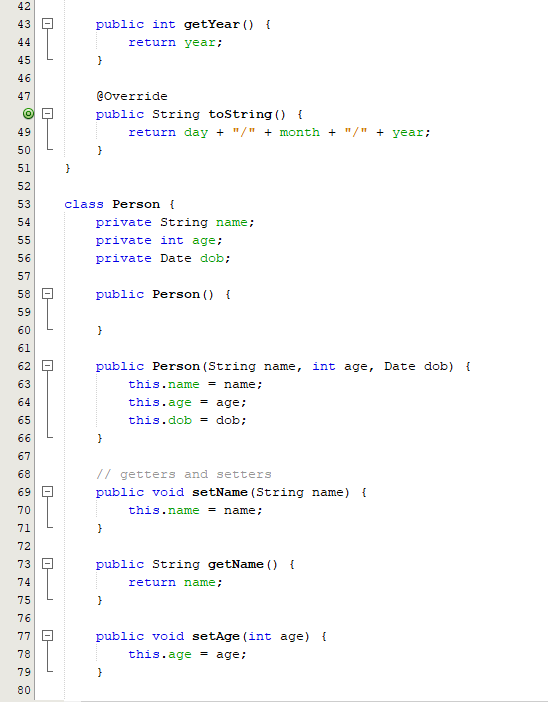 42
43 public int getYear() {
44 return year;
45 }
46
47 @Override
public String toString() {
49 return day + "/" + month + "/" + year;
50 }
51 }
52
53 class Person {
54 private String name;
55 private int age;
56 private Date dob;
57
58 public Person() {
59
60 }
61
62 public Person(String name, int age, Date dob) {
63 this.name = name;
64 this.age = age;
65 this.dob = dob;
66 }
67
68 // getters and setters
69 public void setName(String name) {
70 this.name = name;
71 }
72
73 public String getName() {
74 return name;
75 }
76
77 public void setAge(int age) {
78 this.age = age;
79 }
80